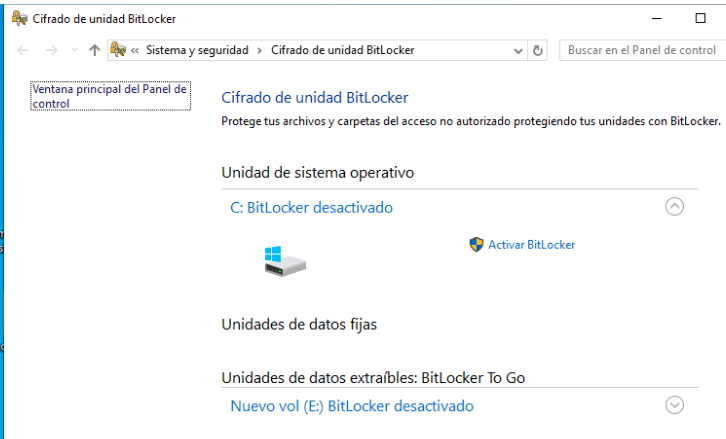 Cifrado de unidad BitLocker
« Sistema y seguridad › Cifrado de unidad BitLocker
Buscar en el Panel de control
Ventana principal del Panel de
control
Cifrado de unidad BitLocker
Protege tus archivos y carpetas del acceso no autorizado protegiendo tus unidades con BitLocker.
Unidad de sistema operativo
C: BitLocker desactivado
Activar BitLocker
Unidades de datos fijas
Unidades de datos extraíbles: BitLocker To Go
Nuevo vol (E:) BitLocker desactivado